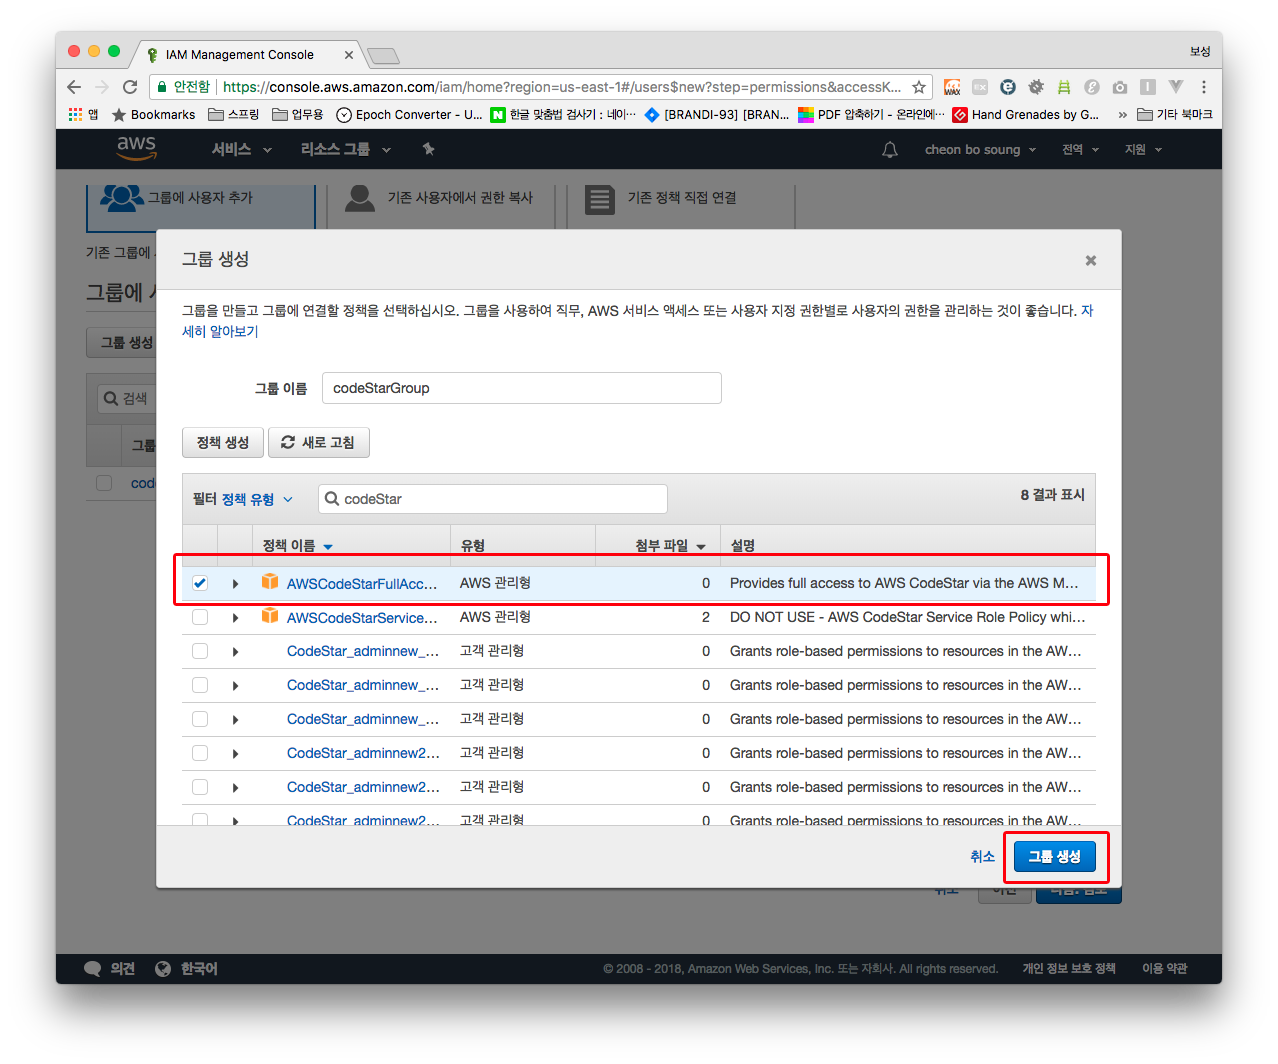 IAM Management Console
보성
안전함
https://console.aws.amazon.com/iam/home?region=us-east-1#/users$new?step=permissions&accessK...
앱
Bookmarks
스프링
업무용
Epoch Converter - U...
한글 맞춤법 검사기 : 네이...
[BRANDI-93] [BRAN...
PDF 압축하기 - 온라인에...
Hand Grenades by G...
»
기타 북마크
aws
서비스
리소스 그룹
cheon bo soung
전역
지원
그룹에 사용자 추가
기존 사용자에서 권한 복사
기존 정책 직접 연결
기존 그룹에
그룹에
그룹 생성
검색
그룹
cod
그룹 생성
그룹을 만들고 그룹에 연결할 정책을 선택하십시오. 그룹을 사용하여 직무, AWS 서비스 액세스 또는 사용자 지정 권한별로 사용자의 권한을 관리하는 것이 좋습니다. 자
세히 알아보기
그룹 이름
codeStarGroup
정책 생성
새로 고침
필터 정책 유형
codeStar
8 결과 표시
정책 이름 유형 첨부 파일 설명
AWSCodeStarFullAcc... AWS 관리형 0 Provides full access to AWS CodeStar via the AWS M...
AWSCodeStarService... AWS 관리형 2 DO NOT USE - AWS CodeStar Service Role Policy whi...
CodeStar_adminnew_... 고객 관리형 0 Grants role-based permissions to resources in the AW...
CodeStar_adminnew_... 고객 관리형 0 Grants role-based permissions to resources in the AW...
CodeStar_adminnew_... 고객 관리형 0 Grants role-based permissions to resources in the AW...
CodeStar_adminnew2... 고객 관리형 0 Grants role-based permissions to resources in the AW...
CodeStar_adminnew2... 고객 관리형 0 Grants role-based permissions to resources in the AW...
CodeStar_adminnew2... 고객 관리형 0 Grants role-based permissions to resources in the AW...
취소
그룹 생성
의견
한국어
© 2008 - 2018, Amazon Web Services, Inc. 또는 자회사. All rights reserved.
개인 정보 보호 정책
이용 약관